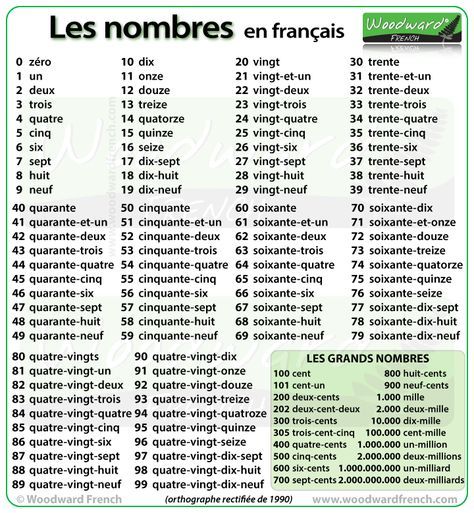 Les nombres en français
Woodward®
FRENCH
0 zéro
1 un
2 deux
3 trois
4 quatre
5 cinq
6 six
7 sept
8 huit
9 neuf
10 dix
11 onze
12 douze
13 treize
14 quatorze
15 quinze
16 seize
17 dix-sept
18 dix-huit
19 dix-neuf
20 vingt
21 vingt-et-un
22 vingt-deux
23 vingt-trois
24 vingt-quatre
25 vingt-cinq
26 vingt-six
27 vingt-sept
28 vingt-huit
29 vingt-neuf
30 trente
31 trente-et-un
32 trente-deux
33 trente-trois
34 trente-quatre
35 trente-cinq
36 trente-six
37 trente-sept
38 trente-huit
39 trente-neuf
40 quarante
41 quarante-et-un
42 quarante-deux
43 quarante-trois
44 quarante-quatre
45 quarante-cinq
46 quarante-six
47 quarante-sept
48 quarante-huit
49 quarante-neuf
50 cinquante
51 cinquante-et-un
52 cinquante-deux
53 cinquante-trois
54 cinquante-quatre
55 cinquante-cinq
56 cinquante-six
57 cinquante-sept
58 cinquante-huit
59 cinquante-neuf
60 soixante
61 soixante-et-un
62 soixante-deux
63 soixante-trois
64 soixante-quatre
65 soixante-cinq
66 soixante-six
67 soixante-sept
68 soixante-huit
69 soixante-neuf
70 soixante-dix
71 soixante-et-onze
72 soixante-douze
73 soixante-treize
74 soixante-quatorze
75 soixante-quinze
76 soixante-seize
77 soixante-dix-sept
78 soixante-dix-huit
79 soixante-dix-neuf
80 quatre-vingts
81 quatre-vingt-un
82 quatre-vingt-deux
83 quatre-vingt-trois
84 quatre-vingt-quatre
85 quatre-vingt-cinq
86 quatre-vingt-six
87 quatre-vingt-sept
88 quatre-vingt-huit
89 quatre-vingt-neuf
90 quatre-vingt-dix
91 quatre-vingt-onze
92 quatre-vingt-douze
93 quatre-vingt-treize
94 quatre-vingt-quatroze
95 quatre-vingt-quinze
96 quatre-vingt-seize
97 quatre-vingt-dix-sept
98 quatre-vingt-dix-huit
99 quatre-vingt-dix-neuf
LES GRANDS NOMBRES
100 cent
101 cent-un
200 deux-cents
202 deux-cent-deux
300 trois-cents
305 trois-cent-cinq
400 quatre-cents
500 cinq-cents
600 six-cents
700 sept-cents
800 huit-cents
900 neuf-cents
1.000 mille
2.000 deux-mille
10.000 dix-mille
100.000 cent-mille
1.000.000 un-million
2.000.000 deux-millions
1.000.000.000 un-milliard
2.000.000.000 deux-milliards
© Woodward French
(orthographe rectifiée de 1990)
www.woodwardfrench.com